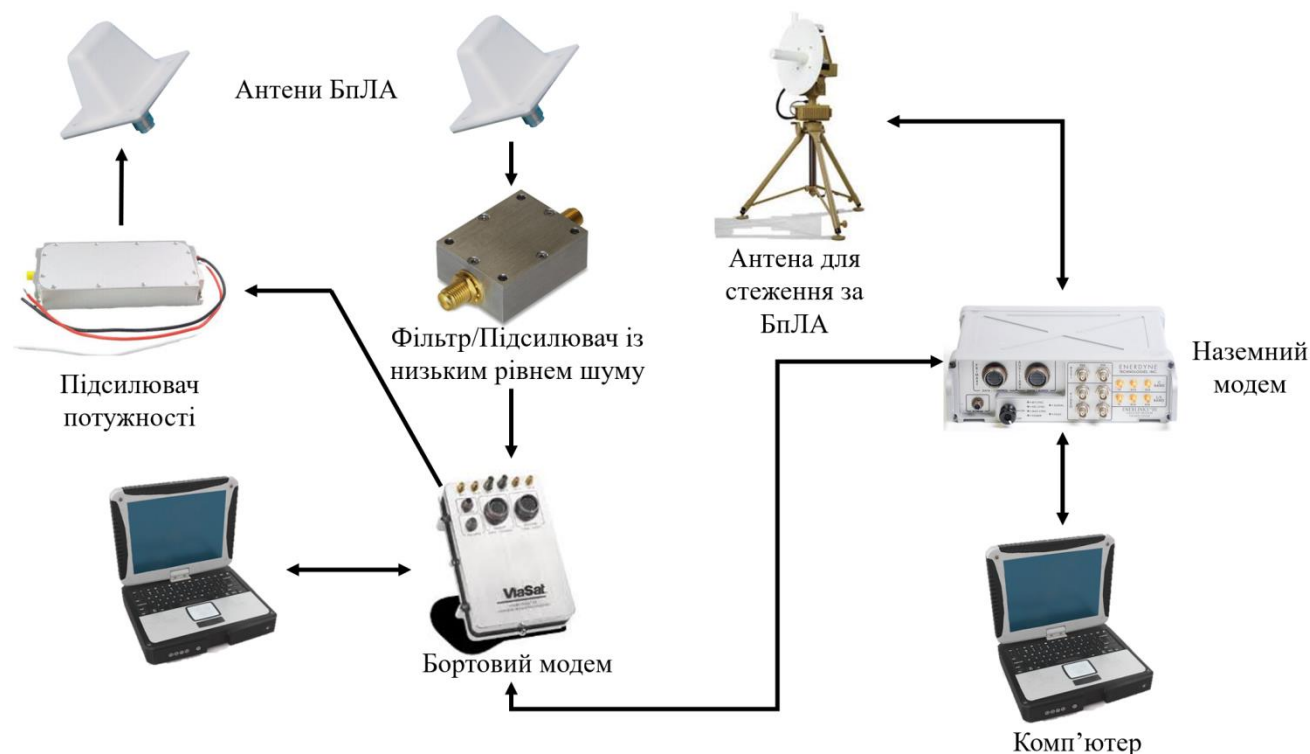 Антени БпЛА
Антена для
стеження за
БпЛА
Фільтр/Підсилювач із
низьким рівнем шуму
Підсилювач
потужності
Наземний
модем
ENERDYNE
ViaSat
Бортовий модем
Комп’ютер